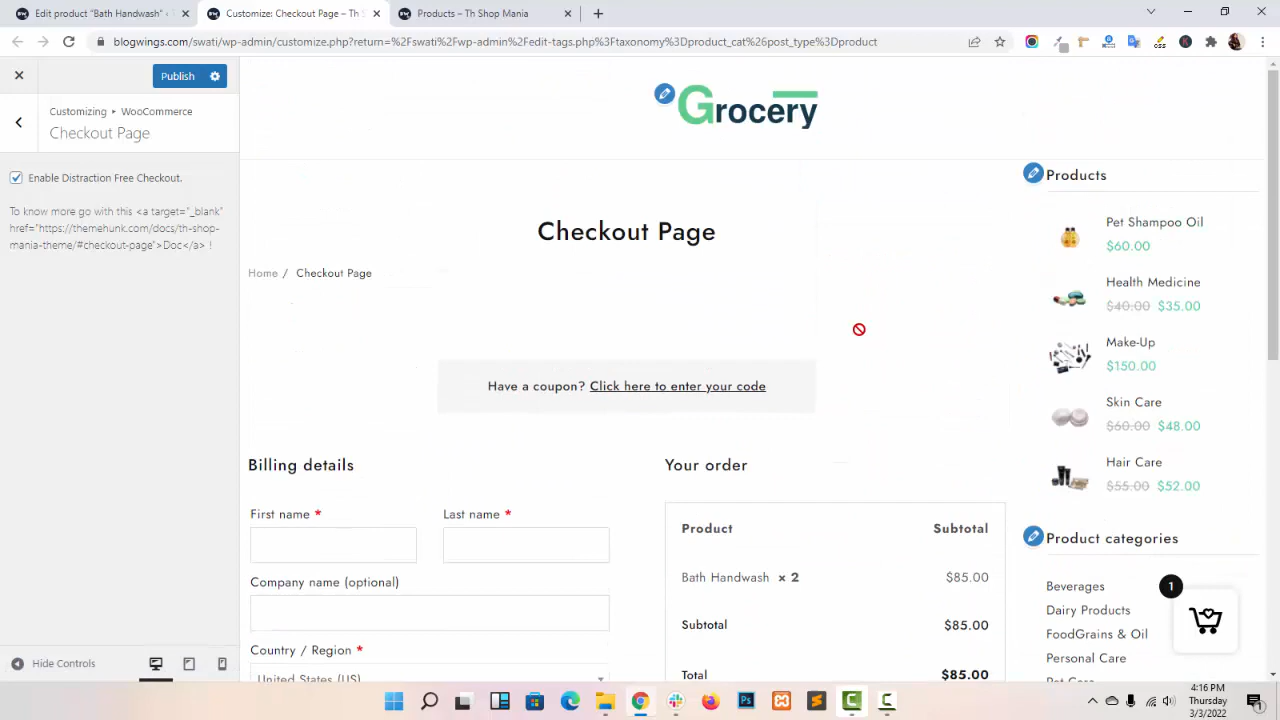 Edit product "Bath Handwash" ‹ T
Customize: Checkout Page – Th S
Products – Th Shop Mania
blogwings.com/swati/wp-admin/customize.php?return=%2Fswati%2Fwp-admin%2Fedit-tags.php%3Ftaxonomy%3Dproduct_cat%26post_type%3Dproduct
Publish
Customizing ▸ WooCommerce
Checkout Page
Enable Distraction Free Checkout.
To know more go with this <a target="_blank"
href="https://themehunk.com/docs/th-shop-
mania-theme/#checkout-page">Doc</a> !
Hide Controls
Grocery
Checkout Page
Home / Checkout Page
Have a coupon? Click here to enter your code
Billing details
First name *
Last name *
Company name (optional)
Country / Region *
United States (US)
Your order
Product Subtotal
Bath Handwash × 2 $85.00
Subtotal $85.00
Total $85.00
Products
Pet Shampoo Oil
$60.00
Health Medicine
$40.00 $35.00
Make-Up
$150.00
Skin Care
$60.00 $48.00
Hair Care
$55.00 $52.00
Product categories
Beverages
Dairy Products
FoodGrains & Oil
Personal Care
Pet Care
1
4:16 PM
Thursday
3/3/2022
1